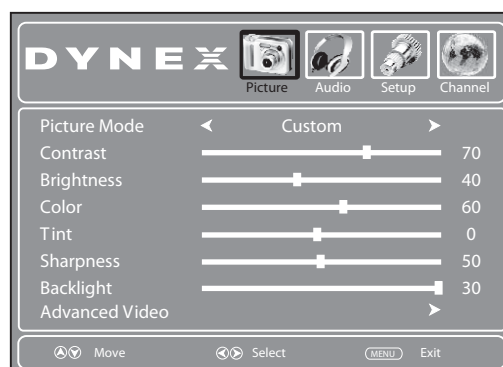 DYNEX
Picture Audio Setup Channel
Picture Mode Custom
Contrast 70
Brightness 40
Color 60
Tint 0
Sharpness 50
Backlight 30
Advanced Video
Move Select MENU Exit